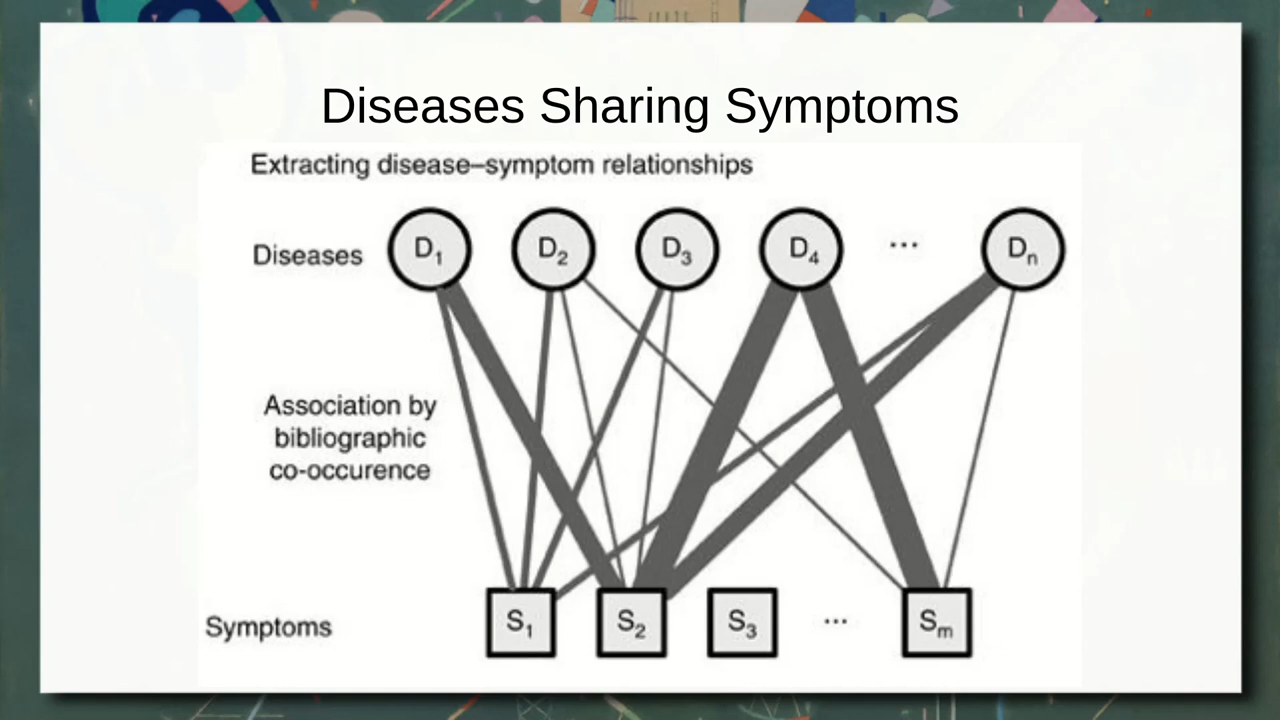 Diseases Sharing Symptoms
Extracting disease–symptom relationships
Diseases D1 D2 D3 D4 ... Dn
Association by
bibliographic
co-occurence
Symptoms S1 S2 S3 ... Sm